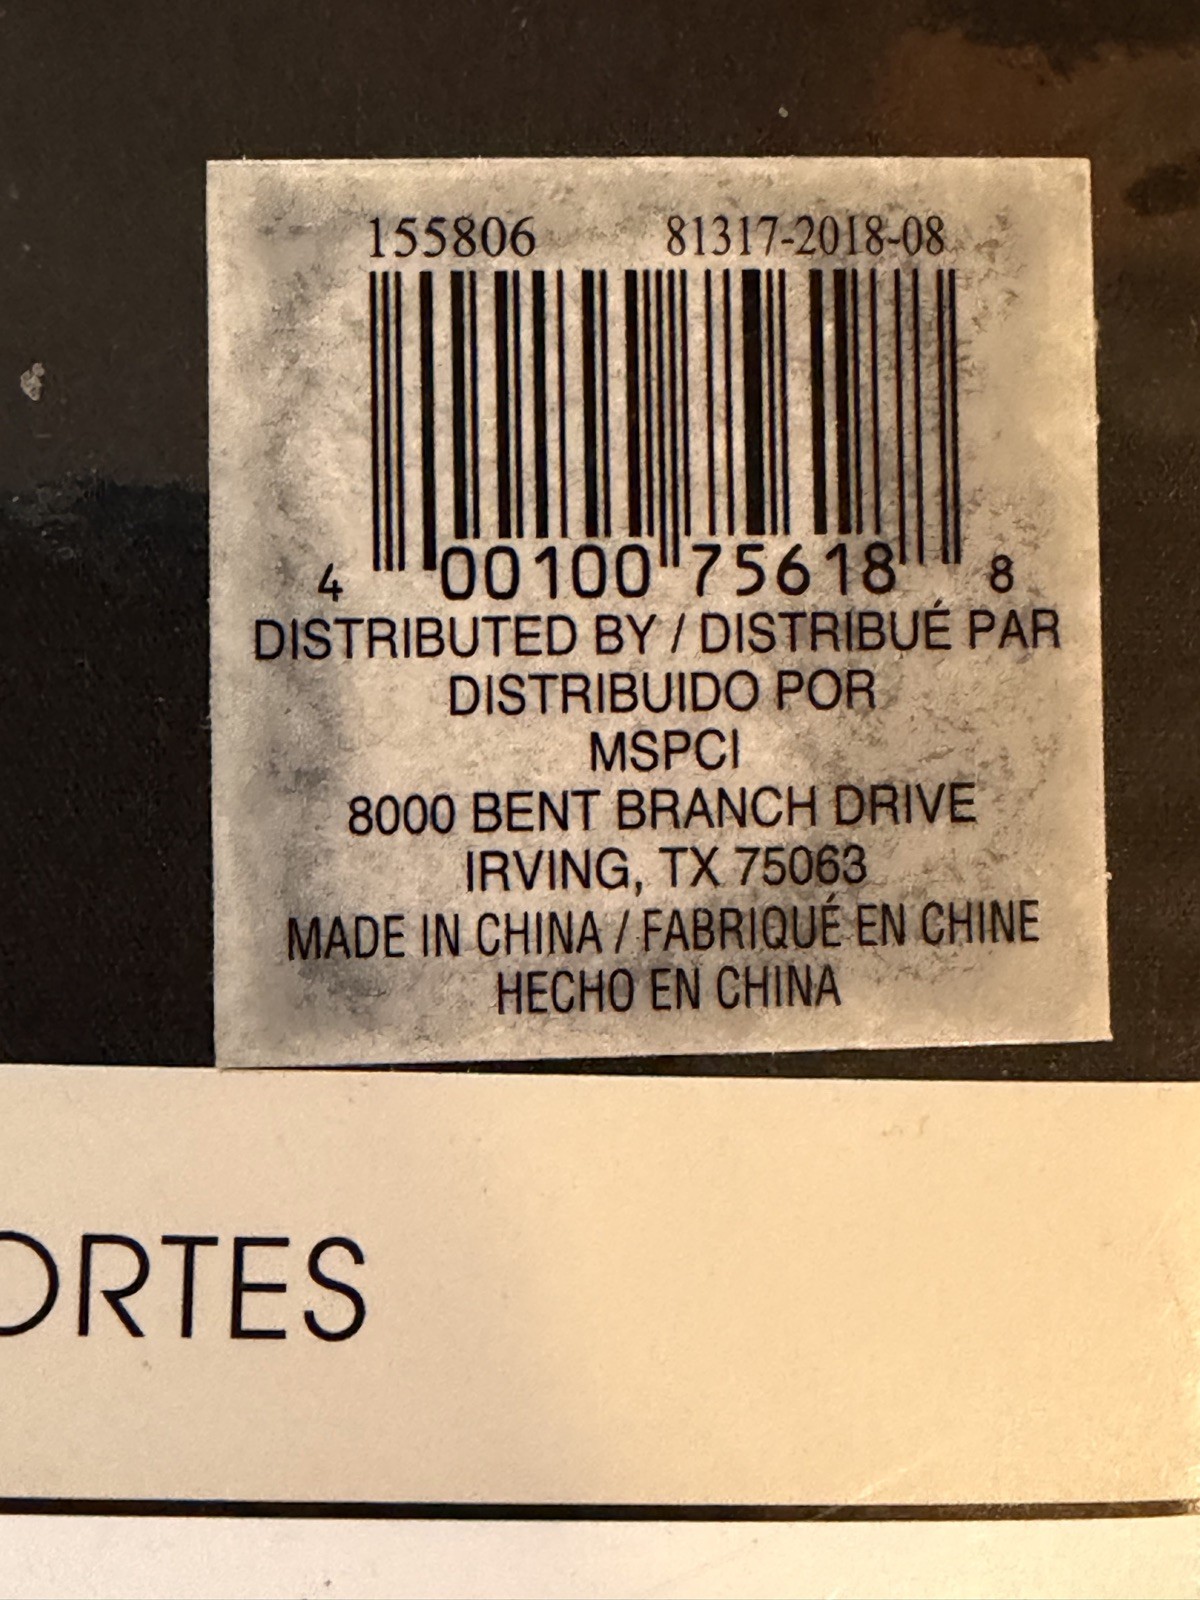 155806 81317-2018-08
4 00100 75618 8
DISTRIBUTED BY / DISTRIBUÉ PAR
DISTRIBUIDO POR
MSPCI
8000 BENT BRANCH DRIVE
IRVING, TX 75063
MADE IN CHINA / FABRIQUÉ EN CHINE
HECHO EN CHINA
ORTES